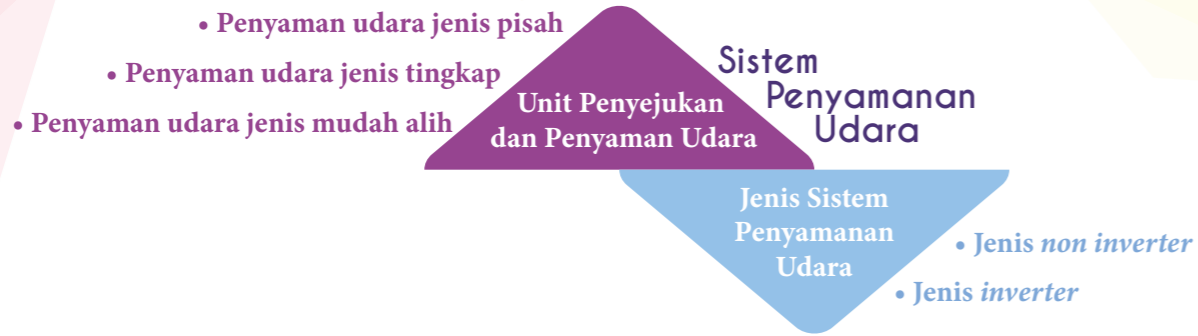 • Penyaman udara jenis pisah
• Penyaman udara jenis tingkap
• Penyaman udara jenis mudah alih
Unit Penyejukan
dan Penyaman Udara
Sistem
Penyamanan
Udara
Jenis Sistem
Penyamanan
Udara
• Jenis non inverter
• Jenis inverter